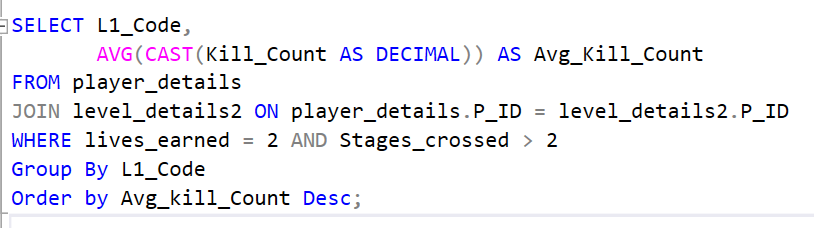 SELECT L1_Code,
AVG(CAST(Kill_Count AS DECIMAL)) AS Avg_Kill_Count
FROM player_details
JOIN level_details2 ON player_details.P_ID = level_details2.P_ID
WHERE lives_earned = 2 AND Stages_crossed > 2
Group By L1_Code
Order by Avg_kill_Count Desc;